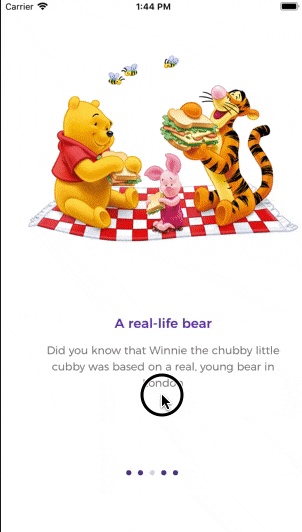 Carrier
1:44 PM
A real-life bear
Did you know that Winnie the chubby little
cubby was based on a real, young bear in
London